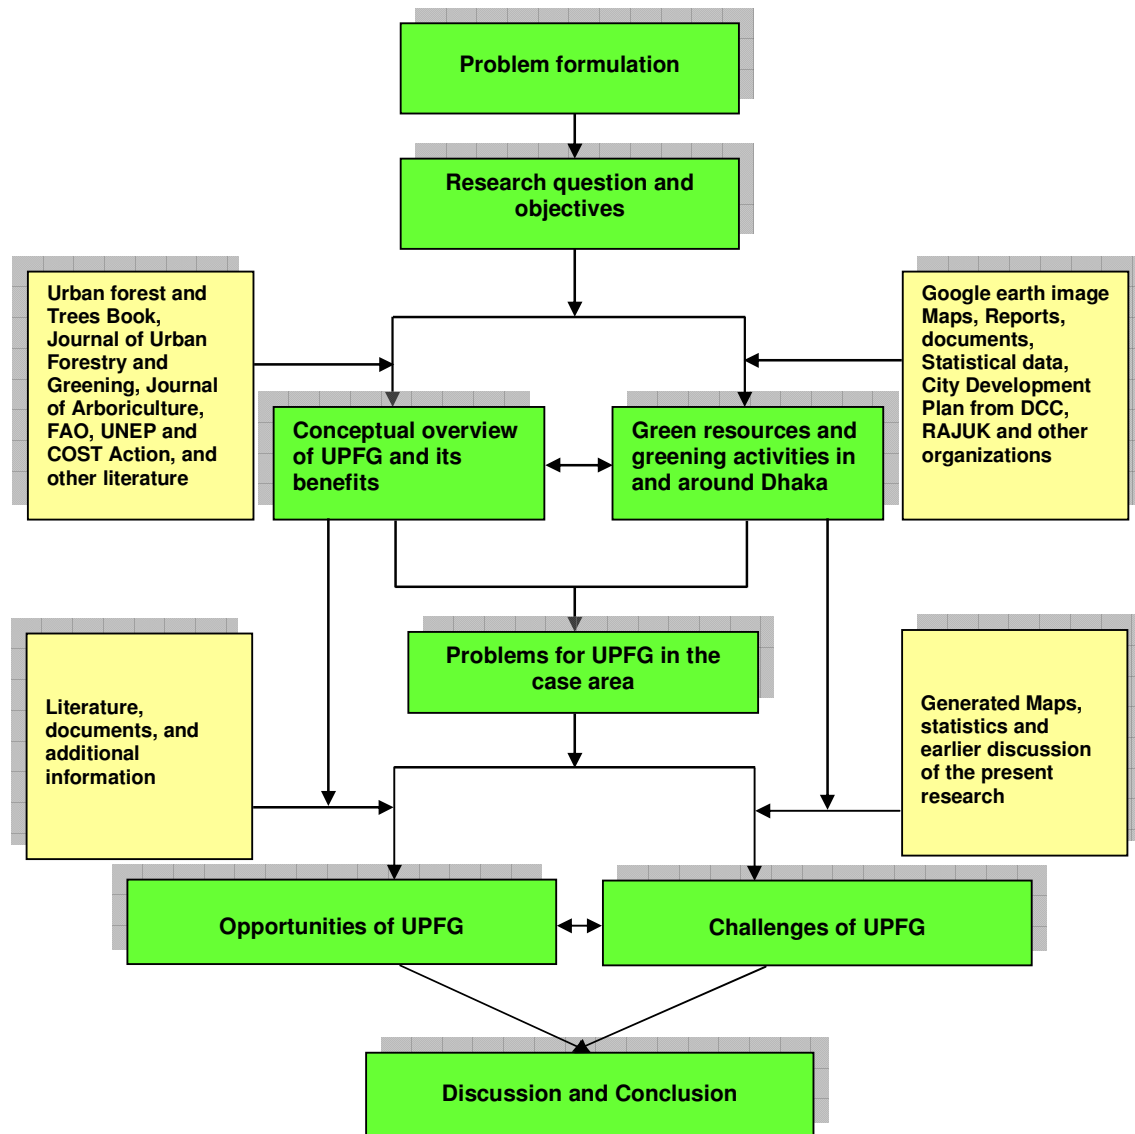 Problem formulation
Research question and
objectives
Urban forest and
Trees Book,
Journal of Urban
Forestry and
Greening, Journal
of Arboriculture,
FAO, UNEP and
COST Action, and
other literature
Google earth image
Maps, Reports,
documents,
Statistical data,
City Development
Plan from DCC,
RAJUK and other
organizations
Conceptual overview
of UPFG and its
benefits
Green resources and
greening activities in
and around Dhaka
Problems for UPFG in the
case area
Literature,
documents, and
additional
information
Generated Maps,
statistics and
earlier discussion
of the present
research
Opportunities of UPFG
Challenges of UPFG
Discussion and Conclusion